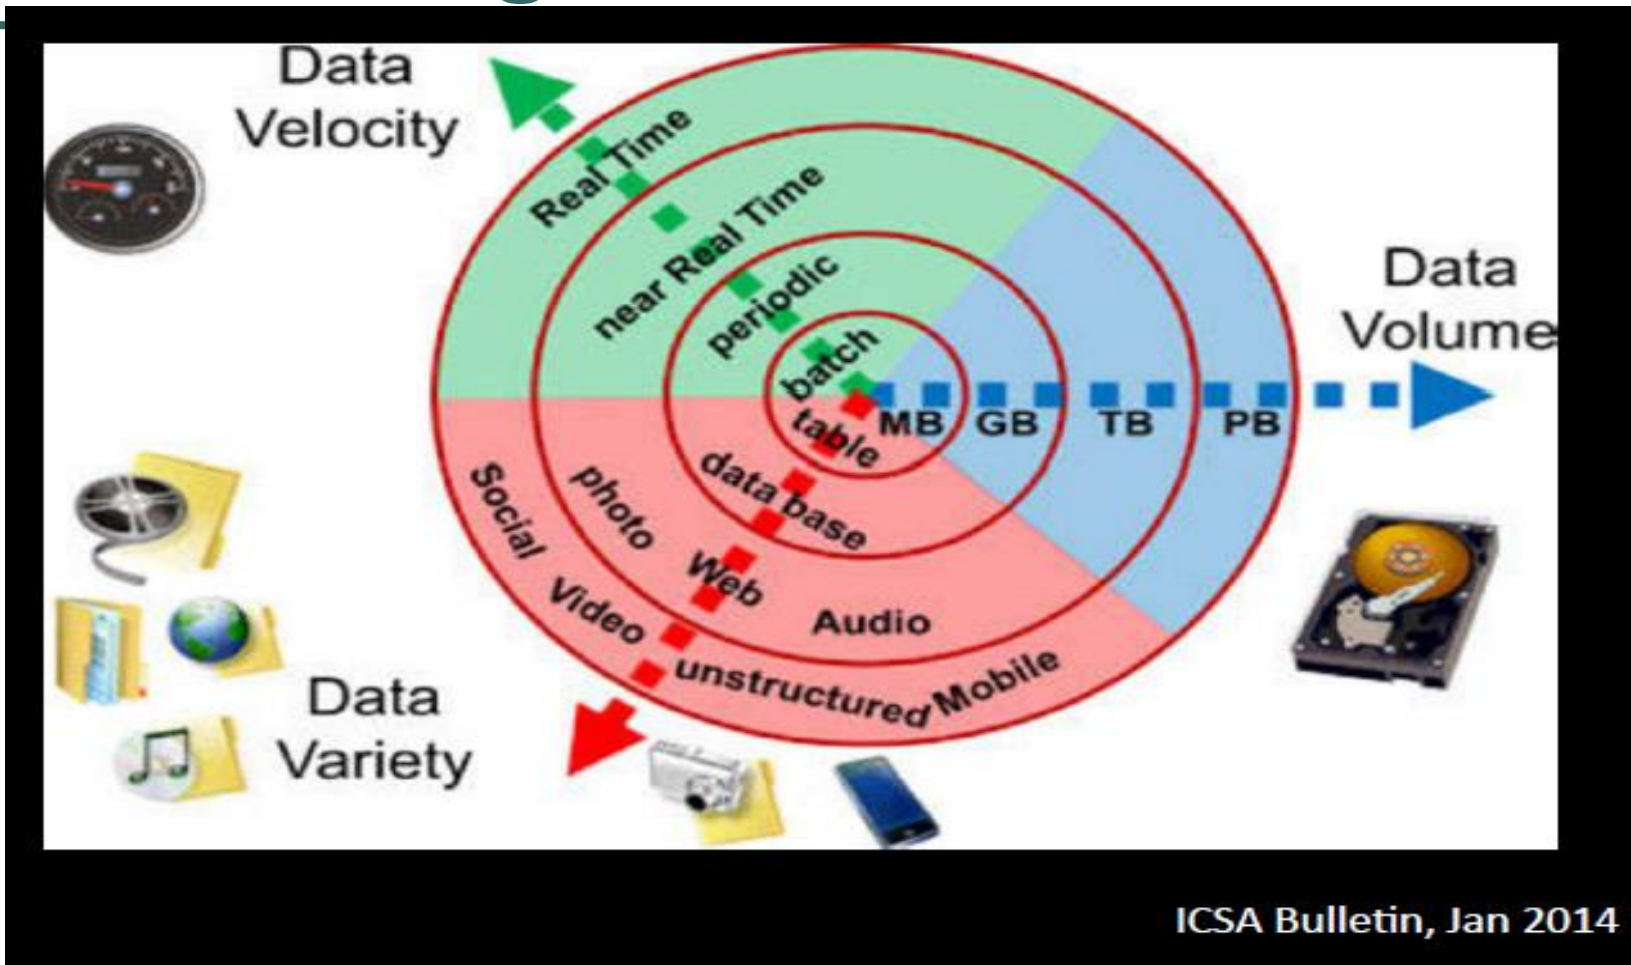 Data
Velocity
Real Time
near Real Time
periodic
batch
Data
Volume
MB GB TB PB
table
data base
photo
Web
Audio
Social
Video
unstructured
Mobile
Data
Variety
ICSA Bulletin, Jan 2014